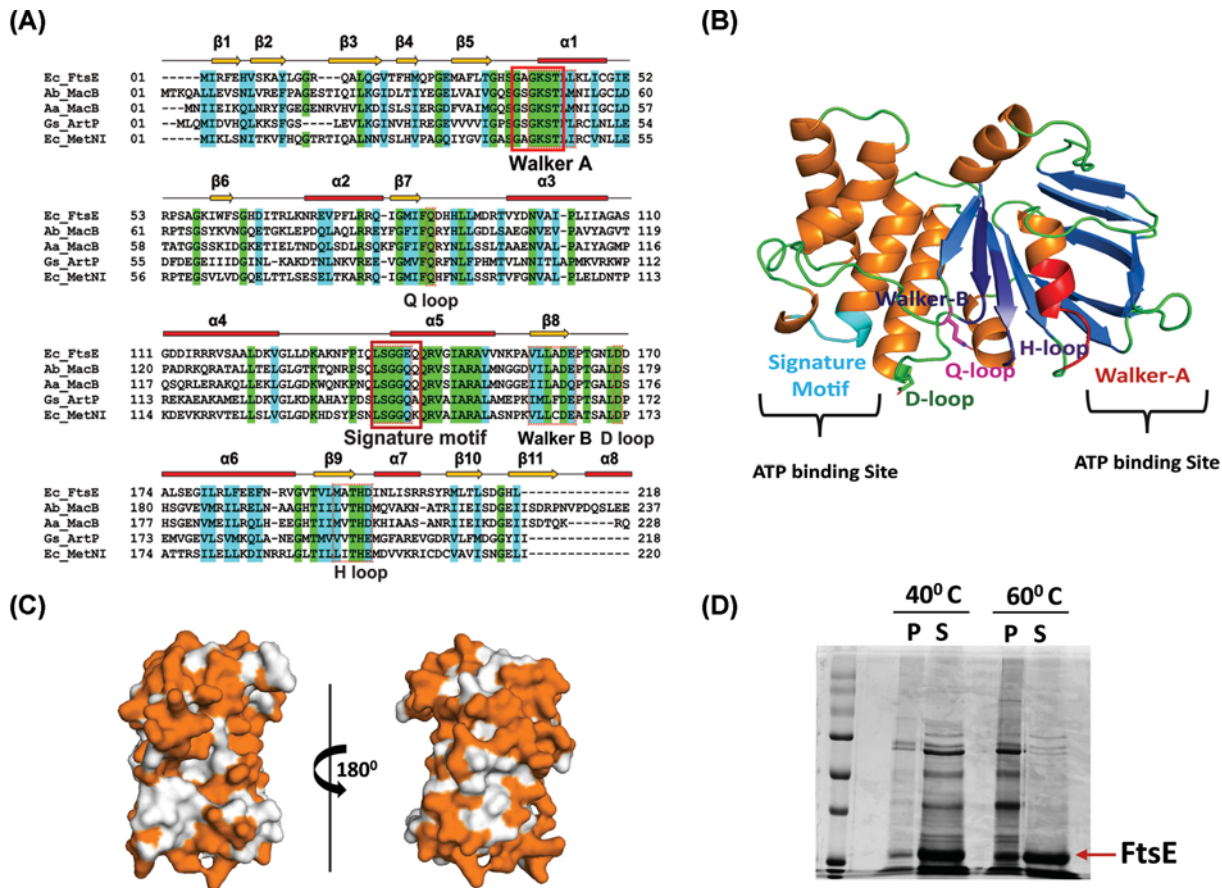 (A)
β1 β2 β3 β4 β5 α1
Ec_FtsE 01 -----MIRFEHVSKAYLGGR---QALQGVTFHMQPGEMAFLTGHSGAGKSTLLKLICGIE 52
Ab_MacB 01 MTKQALLEVSNLVREFPAGESTIQILKGIDLTIYEGELVAIVGQSGSGKSTLMNILGCLD 60
Aa_MacB 01 ---MNIIEIKQLNRYFGEGENRVHVLKDISLSIERGDFVAIMGQSGSGKSTLMNIIGCLD 57
Gs_ArtP 01 -MLQMIDVHQLKKSFGS-----LEVLKGINVHIREGEVVVVIGPSGSGKSTFLRCLNLLE 54
Ec_MetNI 01 -----MIKLSNITKVFHQGTRTIQALNNVSLHVPAGQIYGVIGASGAGKSTLIRCVNLLE 55
Walker A
β6 α2 β7 α3
Ec_FtsE 53 RPSAGKIWFSGHDITRLKNREVPFLRRQ-IGMIFQDHHLLMDRTVYDNVAI-PLIIAGAS 110
Ab_MacB 61 RPTSGSYKVNGQETGKLEPDQLAQLRREYFGFIFQRYHLLGDLSAEGNVEV-PAVYAGVT 119
Aa_MacB 58 TATGGSSKIDGKETIELTNDQLSDLRSQKFGFIFQNYHLLSSLTAAENVEL-PAIYAGMP 116
Gs_ArtP 55 DFDEGEIIIDGINL-KAKDTNLNKVREE-VGMVFQRFNLFPHMTVLNNITLAPMKVRKWP 112
Ec_MetNI 56 RPTEGSVLVDGQELTTLSESELTKARRQ-IGMIFQHFNLLSSRTVFGNVAL-PLELDNTP 113
Q loop
α4 α5 β8
Ec_FtsE 111 GDDIRRRVSAALDKVGLLDKAKNFPIQLSGGEQQRVGIARAVVNKPAVLLADEPTGNLDD 170
Ab_MacB 120 PADRKQRATALLTELGLGTKTQNRPSQLSGGQQQRVSIARALMNGGDVILADEPTGALDS 176
Aa_MacB 117 QSQRLERAKQLLEKLGLKDKWQNKPNQLSGGQQQRVSIARALMNGGEIILADQPTGALDS 176
Gs_ArtP 113 REKAEAKAMELLDKVGLKDKAHAYPDSLSGGQAQRVAIARALAMEPKIMLFDEPTSALDP 172
Ec_MetNI 114 KDEVKRRVTELLSLVGLGDKHDSYPSNLSGGQKQRVAIARALASNPKVLLCDEATSALDP 173
Signature motif Walker B D loop
α6 β9 α7 β10 β11 α8
Ec_FtsE 174 ALSEGILRLFEEFN-RVGVTVLMATHDINLISRRSYRMLTLSDGHL-------------- 218
Ab_MacB 180 HSGVEVMRILRELNAAGHTIILVTHDMQVAKN-ATRIIEISDGEIISDRPNVPDQSLEE 237
Aa_MacB 177 HSGENVMEILRQLH-EEGHTIIMVTHDKHIAAS-ANRIIEIKDGEIISDTQK------RQ 228
Gs_ArtP 173 EMVGEVLSVMKQLA-NEGMTMVVVTHEMGFAREVGDRVLFMDGGYII------------- 218
Ec_MetNI 174 ATTRSILELLKDINRRLGLTILLITHEMDVVKRICDCVAVISNGELI------------- 220
H loop
(B)
Walker-B
Signature Motif
Q-loop
D-loop
H-loop
Walker-A
ATP binding Site
ATP binding Site
(C)
180⁰
(D)
40⁰ C 60⁰ C
P S P S
FtsE